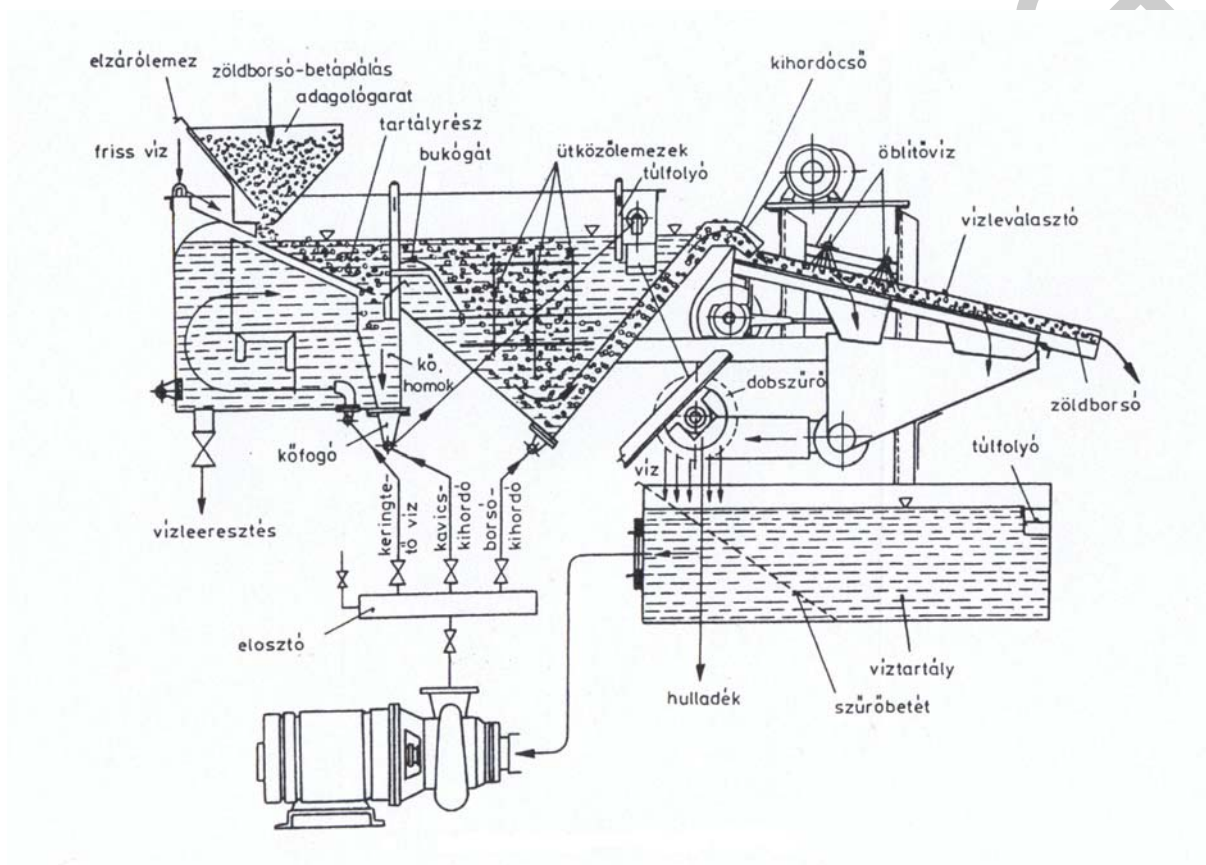 elzárólemez
zöldborsó-betáplálás
adagológarat
friss víz
tartályrész
bukógát
ütközőlemezek
túlfolyó
kihordócső
öblítővíz
vízleválasztó
kő,
homok
kőfogó
vízleeresztés
keringte-
tő víz
kavics-
kihordó
borsó-
kihordó
elosztó
dobszűrő
víz
zöldborsó
túlfolyó
víztartály
szűrőbetét
hulladék